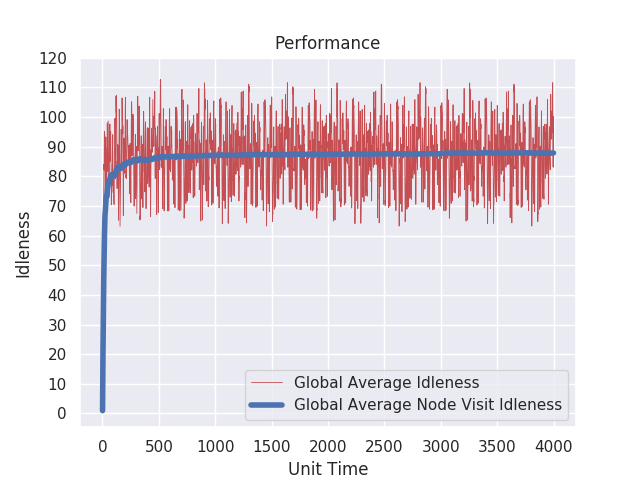 Performance
120
110
100
90
80
70
60
50
40
30
20
10
0
Idleness
Global Average Idleness
Global Average Node Visit Idleness
0 500 1000 1500 2000 2500 3000 3500 4000
Unit Time